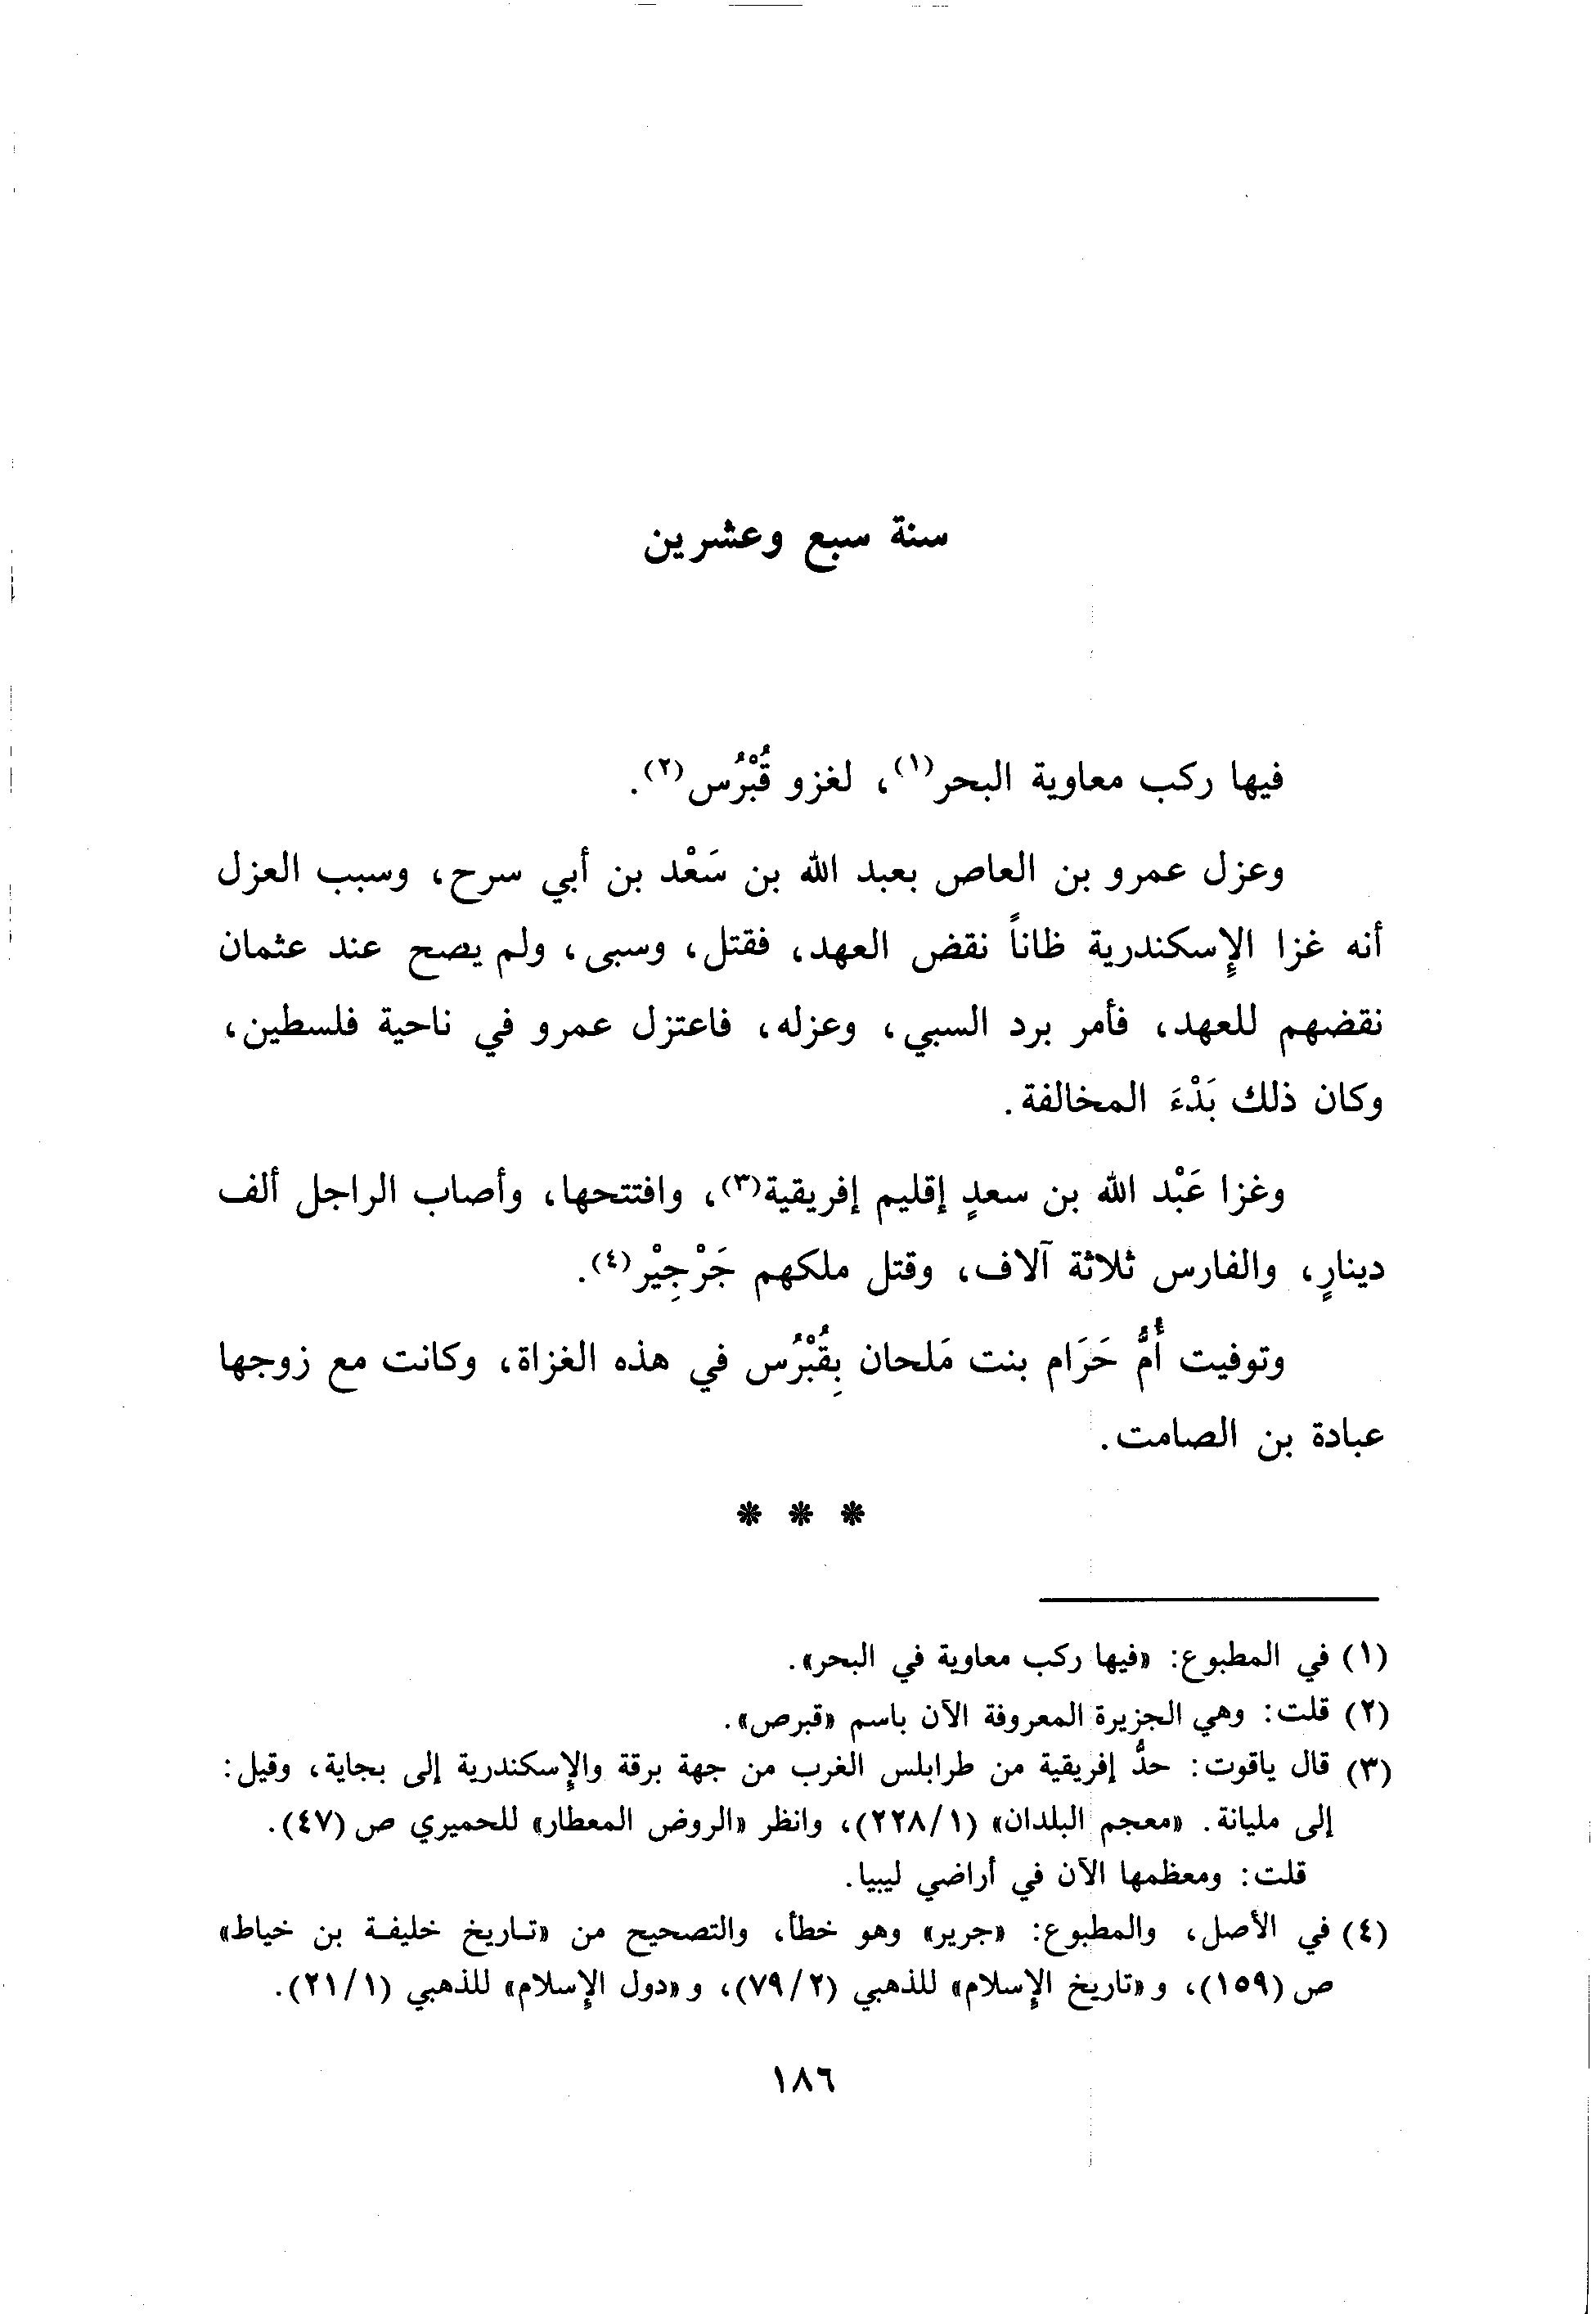 سنة سبع وعشرين
فيها ركب معاوية البحر(١)، لغزو قُبْرُس(٢).
وعزل عمرو بن العاص بعبد الله بن سَعْد بن أبي سرح، وسبب العزل
أنه غزا الإسكندرية ظاناً نقض العهد، فقتل، وسبى، ولم يصح عند عثمان
نقضهم للعهد، فأمر برد السبي، وعزله، فاعتزل عمرو في ناحية فلسطين،
وكان ذلك بَدْءَ المخالفة.
وغزا عَبْد الله بن سعدٍ إقليم إفريقية(٣)، وافتتحها، وأصاب الراجل ألف
دينارٍ، والفارس ثلاثة آلاف، وقتل ملكهم جَرْجِيْر(٤).
وتوفيت أُمُّ حَرَام بنت مَلحان بِقُبْرُس في هذه الغزاة، وكانت مع زوجها
عبادة بن الصامت.
* * *
(١) في المطبوع: «فيها ركب معاوية في البحر».
(٢) قلت: وهي الجزيرة المعروفة الآن باسم «قبرص».
(٣) قال ياقوت: حدُّ إفريقية من طرابلس الغرب من جهة برقة والإسكندرية إلى بجاية، وقيل:
إلى مليانة. «معجم البلدان» (٢٢٨/١)، وانظر «الروض المعطار» للحميري ص (٤٧).
قلت: ومعظمها الآن في أراضي ليبيا.
(٤) في الأصل، والمطبوع: «جرير» وهو خطأ، والتصحيح من «تاريخ خليفة بن خياط»
ص (١٥٩)، و «تاريخ الإسلام» للذهبي (٧٩/٢)، و «دول الإسلام» للذهبي (٢١/١).
١٨٦